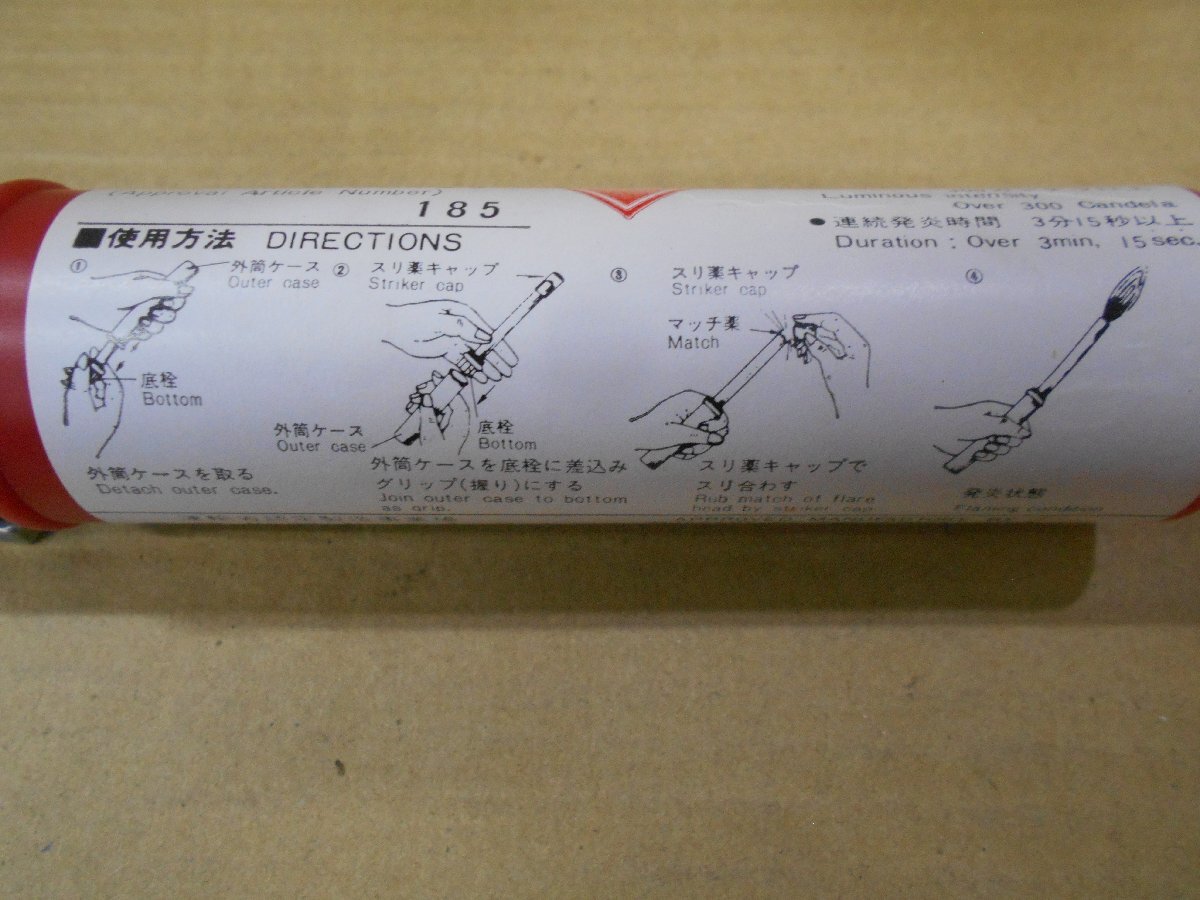 (Approval Article Number)
185
Luminous intensity
Over 300 Candela
●連続発炎時間 3分15秒以上
Duration : Over 3min, 15sec.
■使用方法 DIRECTIONS
①
外筒ケース
Outer case
底栓
Bottom
外筒ケースを取る
Detach outer case.
②
スリ薬キャップ
Striker cap
外筒ケース
Outer case
底栓
Bottom
外筒ケースを底栓に差込み
グリップ(握り)にする
Join outer case to bottom
as grip.
③
スリ薬キャップ
Striker cap
マッチ薬
Match
スリ薬キャップで
スリ合わす
Rub match of flare
head by striker cap.
④
発炎状態
Flaming condition